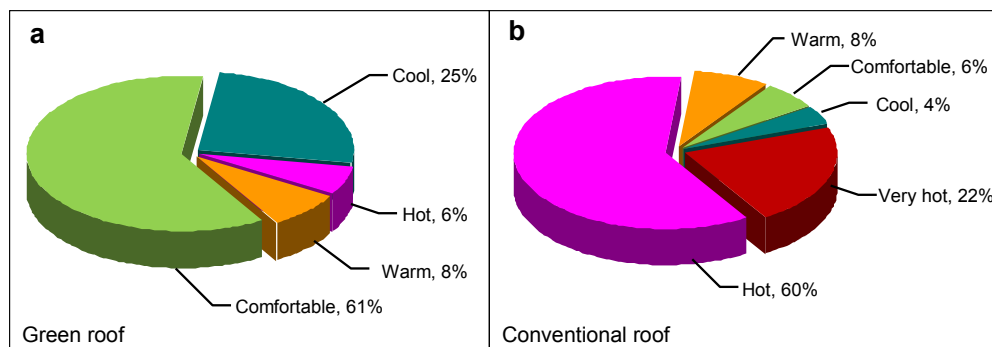 a
Cool, 25%
Hot, 6%
Warm, 8%
Comfortable, 61%
Green roof
b
Warm, 8%
Comfortable, 6%
Cool, 4%
Very hot, 22%
Hot, 60%
Conventional roof